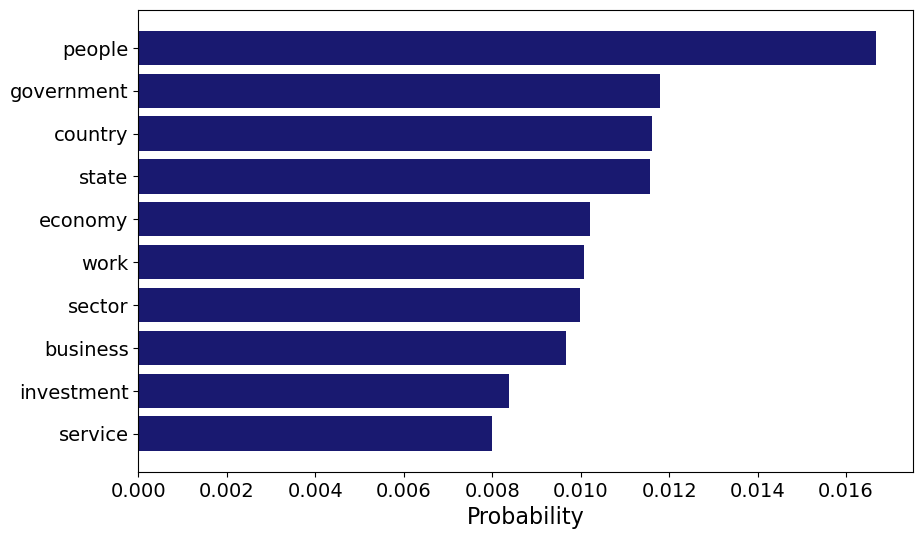 people
government
country
state
economy
work
sector
business
investment
service
0.000 0.002 0.004 0.006 0.008 0.010 0.012 0.014 0.016
Probability